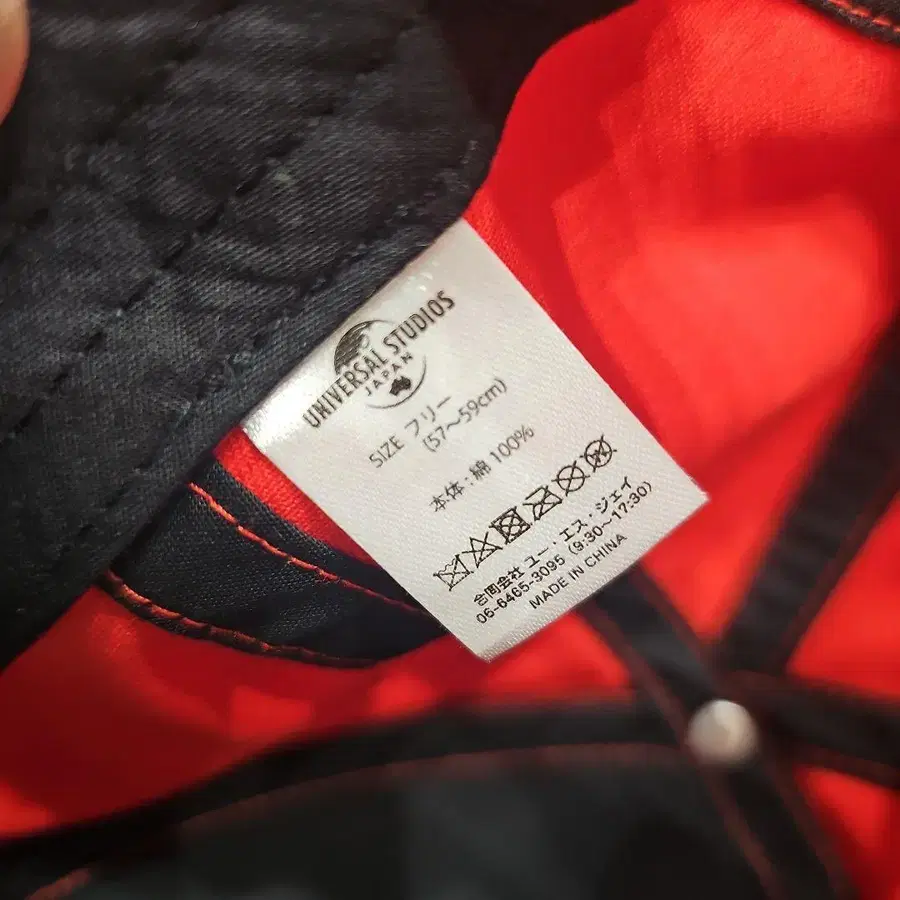 UNIVERSAL STUDIOS
JAPAN
SIZE フリー
(57〜59cm)
本体：綿 100%
合同会社 ユー・エス・ジェイ
06-6465-3095 (9:30〜17:30)
MADE IN CHINA